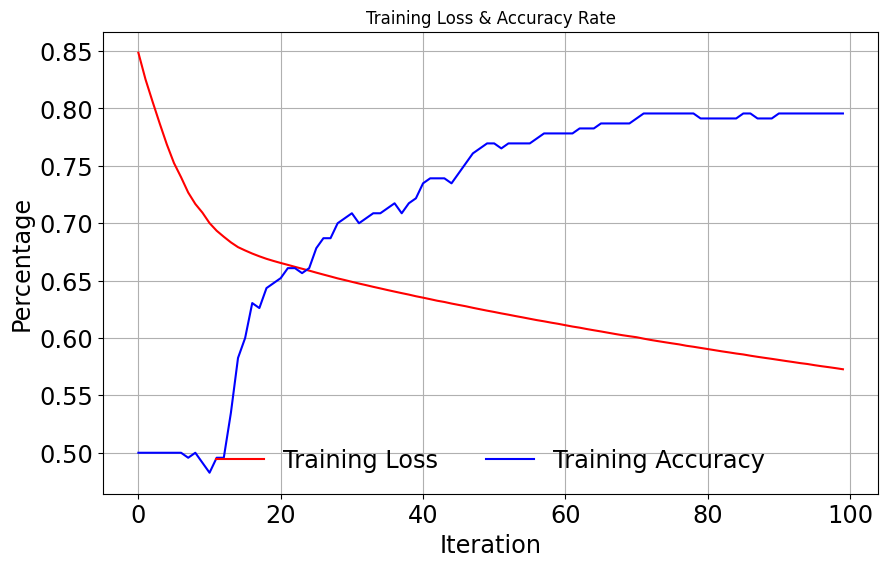 Training Loss & Accuracy Rate
0.85
0.80
0.75
0.70
0.65
0.60
0.55
0.50
Percentage
Training Loss Training Accuracy
0 20 40 60 80 100
Iteration